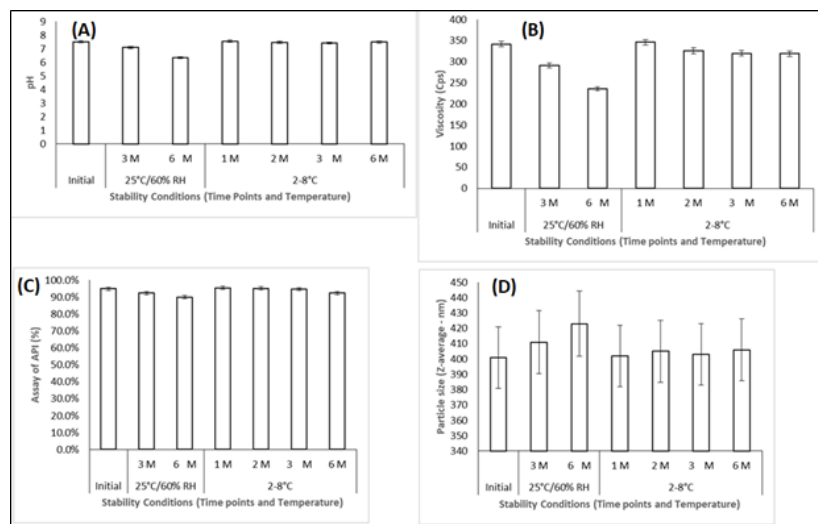 (A)
pH
9
8
7
6
5
4
3
2
1
0
3 M 6 M 1 M 2 M 3 M 6 M
Initial 25°C/60% RH 2-8°C
Stability Conditions (Time Points and Temperature)
(B)
Viscosity (Cps)
400
350
300
250
200
150
100
50
0
3 M 6 M 1 M 2 M 3 M 6 M
Initial 25°C/60% RH 2-8°C
Stability Conditions (Time points and Temperature)
(C)
Assay of API (%)
100.0%
90.0%
80.0%
70.0%
60.0%
50.0%
40.0%
30.0%
20.0%
10.0%
0.0%
3 M 6 M 1 M 2 M 3 M 6 M
Initial 25°C/60% RH 2-8°C
Stability Conditions (Time points and Temperature)
(D)
Particle size (Z-average - nm)
450
440
430
420
410
400
390
380
370
360
350
340
3 M 6 M 1 M 2 M 3 M 6 M
Initial 25°C/60% RH 2-8°C
Stability Conditions (Time points and Temperature)